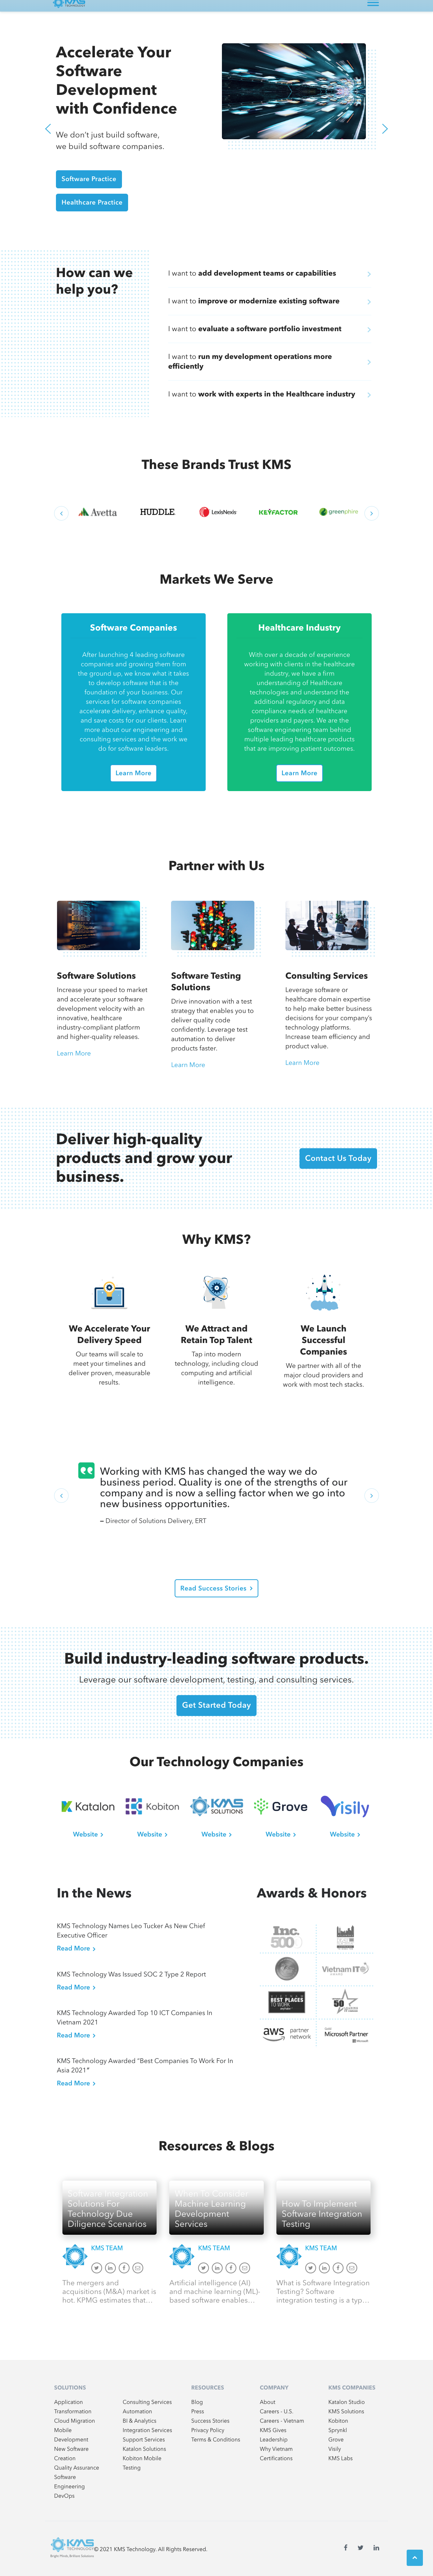 KMS
Accelerate Your
Software
Development
with Confidence
We don't just build software,
we build software companies.
Software Practice
Healthcare Practice
How can we
help you?
I want to add development teams or capabilities
I want to improve or modernize existing software
I want to evaluate a software portfolio investment
I want to run my development operations more
efficiently
I want to work with experts in the Healthcare industry
These Brands Trust KMS
Avetta
HUDDLE
LexisNexis
KEYFACTOR
greenphire
Markets We Serve
Software Companies
After launching 4 leading software
companies and growing them from
the ground up, we know what it takes
to develop software that is the
foundation of your business. Our
services for software companies
accelerate delivery, enhance quality,
and save costs for our clients. Learn
more about our engineering and
consulting services and the work we
do for software leaders.
Learn More
Healthcare Industry
With over a decade of experience
working with clients in the healthcare
industry, we have a firm
understanding of Healthcare
technologies and understand the
additional regulatory and data
compliance needs of healthcare
providers and payers. We are the
software engineering team behind
multiple leading healthcare products
that are improving patient outcomes.
Learn More
Partner with Us
Software Solutions
Increase your speed to market
and accelerate your software
development velocity with an
innovative, healthcare
industry-compliant platform
and higher-quality releases.
Learn More
Software Testing
Solutions
Drive innovation with a test
strategy that enables you to
deliver quality code
confidently. Leverage test
automation to deliver
products faster.
Learn More
Consulting Services
Leverage software or
healthcare domain expertise
to help make better business
decisions for your company's
technology platforms.
Increase team efficiency and
product value.
Learn More
Deliver high-quality
products and grow your
business.
Contact Us Today
Why KMS?
We Accelerate Your
Delivery Speed
Our teams will scale to
meet your timelines and
deliver proven, measurable
results.
We Attract and
Retain Top Talent
Tap into modern
technology, including cloud
computing and artificial
intelligence.
We Launch
Successful
Companies
We partner with all of the
major cloud providers and
work with most tech stacks.
Working with KMS has changed the way we do
business period. Quality is one of the strengths of our
company and is now a selling factor when we go into
new business opportunities.
– Director of Solutions Delivery, ERT
Read Success Stories
Build industry-leading software products.
Leverage our software development, testing, and consulting services.
Get Started Today
Our Technology Companies
Katalon
Kobiton
KMS
SOLUTIONS
Grove
Visily
Website
Website
Website
Website
Website
In the News
KMS Technology Names Leo Tucker As New Chief
Executive Officer
Read More
KMS Technology Was Issued SOC 2 Type 2 Report
Read More
KMS Technology Awarded Top 10 ICT Companies In
Vietnam 2021
Read More
KMS Technology Awarded "Best Companies To Work For In
Asia 2021"
Read More
Awards & Honors
Inc.
500
Vietnam IT
BEST PLACES
TO WORK
50
aws partner
network
Microsoft Partner
Microsoft
Resources & Blogs
Software Integration
Solutions For
Technology Due
Diligence Scenarios
KMS TEAM
The mergers and
acquisitions (M&A) market is
hot. KPMG estimates that…
When To Consider
Machine Learning
Development
Services
KMS TEAM
Artificial intelligence (AI)
and machine learning (ML)-
based software enables…
How To Implement
Software Integration
Testing
KMS TEAM
What is Software Integration
Testing? Software
integration testing is a typ…
SOLUTIONS
Application
Transformation
Cloud Migration
Mobile
Development
New Software
Creation
Quality Assurance
Software
Engineering
DevOps
Consulting Services
Automation
BI & Analytics
Integration Services
Support Services
Katalon Solutions
Kobiton Mobile
Testing
RESOURCES
Blog
Press
Success Stories
Privacy Policy
Terms & Conditions
COMPANY
About
Careers - U.S.
Careers - Vietnam
KMS Gives
Leadership
Why Vietnam
Certifications
KMS COMPANIES
Katalon Studio
KMS Solutions
Kobiton
Sprynkl
Grove
Visily
KMS Labs
KMS
TECHNOLOGY
© 2021 KMS Technology. All Rights Reserved.